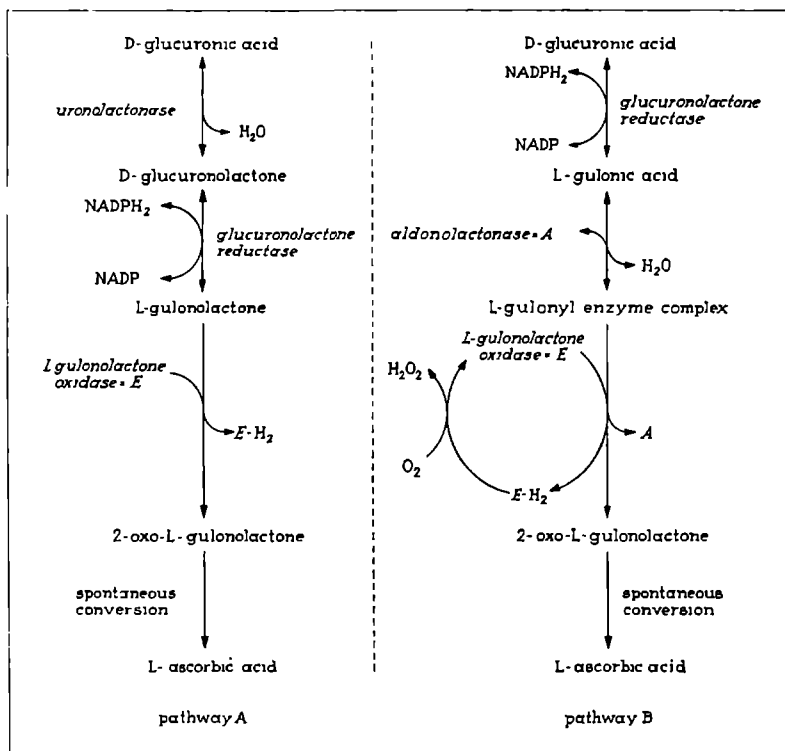 D-glucuronic acid
uronolactonase
H2O
D-glucuronolactone
NADPH2
glucuronolactone
reductase
NADP
L-gulonolactone
L gulonolactone
oxidase = E
E-H2
2-oxo-L-gulonolactone
spontaneous
conversion
L-ascorbic acid
pathway A
D-glucuronic acid
NADPH2
glucuronolactone
reductase
NADP
L-gulonic acid
aldonolactonase = A
H2O
L-gulonyl enzyme complex
L-gulonolactone
oxidase = E
H2O2
O2
A
E-H2
2-oxo-L-gulonolactone
spontaneous
conversion
L-ascorbic acid
pathway B